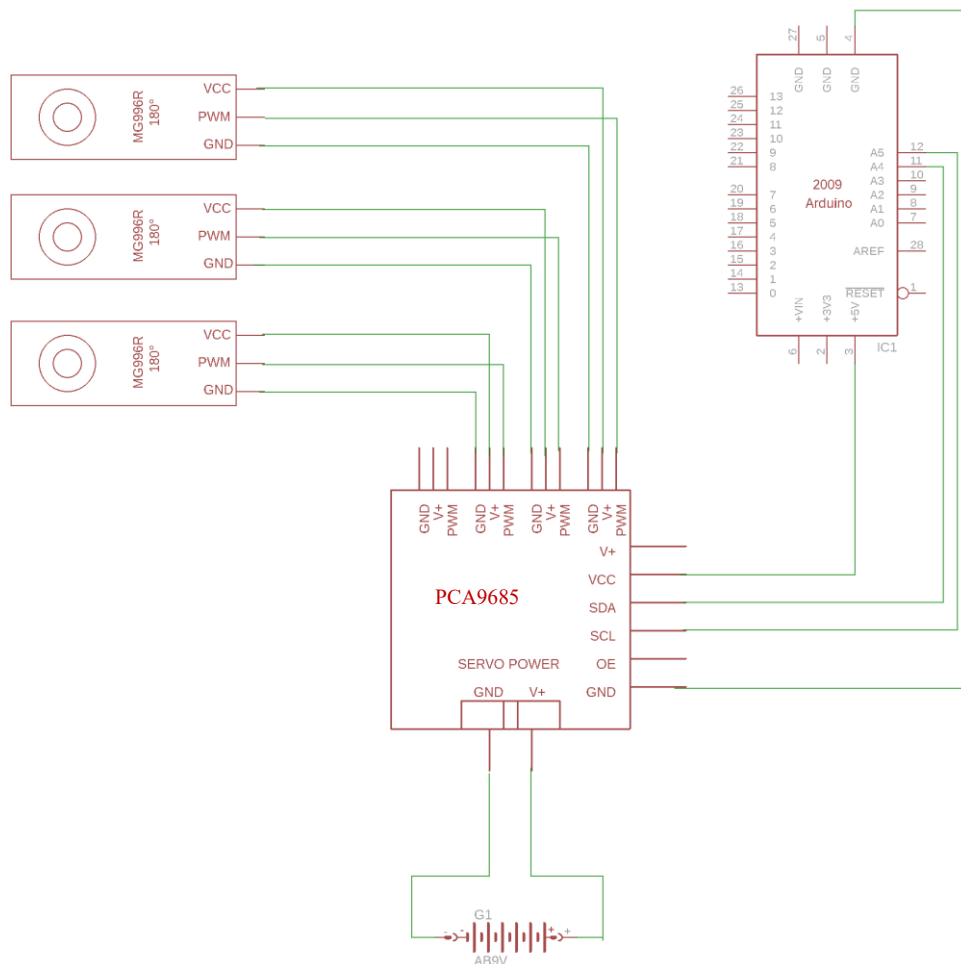 VCC
PWM
GND
MG996R
180°
VCC
PWM
GND
MG996R
180°
VCC
PWM
GND
MG996R
180°
27
5
4
GND
GND
GND
26
13
25
12
24
11
23
10
22
9
21
8
20
7
19
6
18
5
17
4
16
3
15
2
14
1
13
0
2009
Arduino
A5
12
A4
11
A3
10
A2
9
A1
8
A0
7
AREF
28
RESET
1
+VIN
+3V3
+5V
6
2
3
IC1
GND
V+
PWM
GND
V+
PWM
GND
V+
PWM
GND
V+
PWM
V+
VCC
SDA
SCL
OE
GND
PCA9685
SERVO POWER
GND
V+
G1
-
-
+
+
AB9V